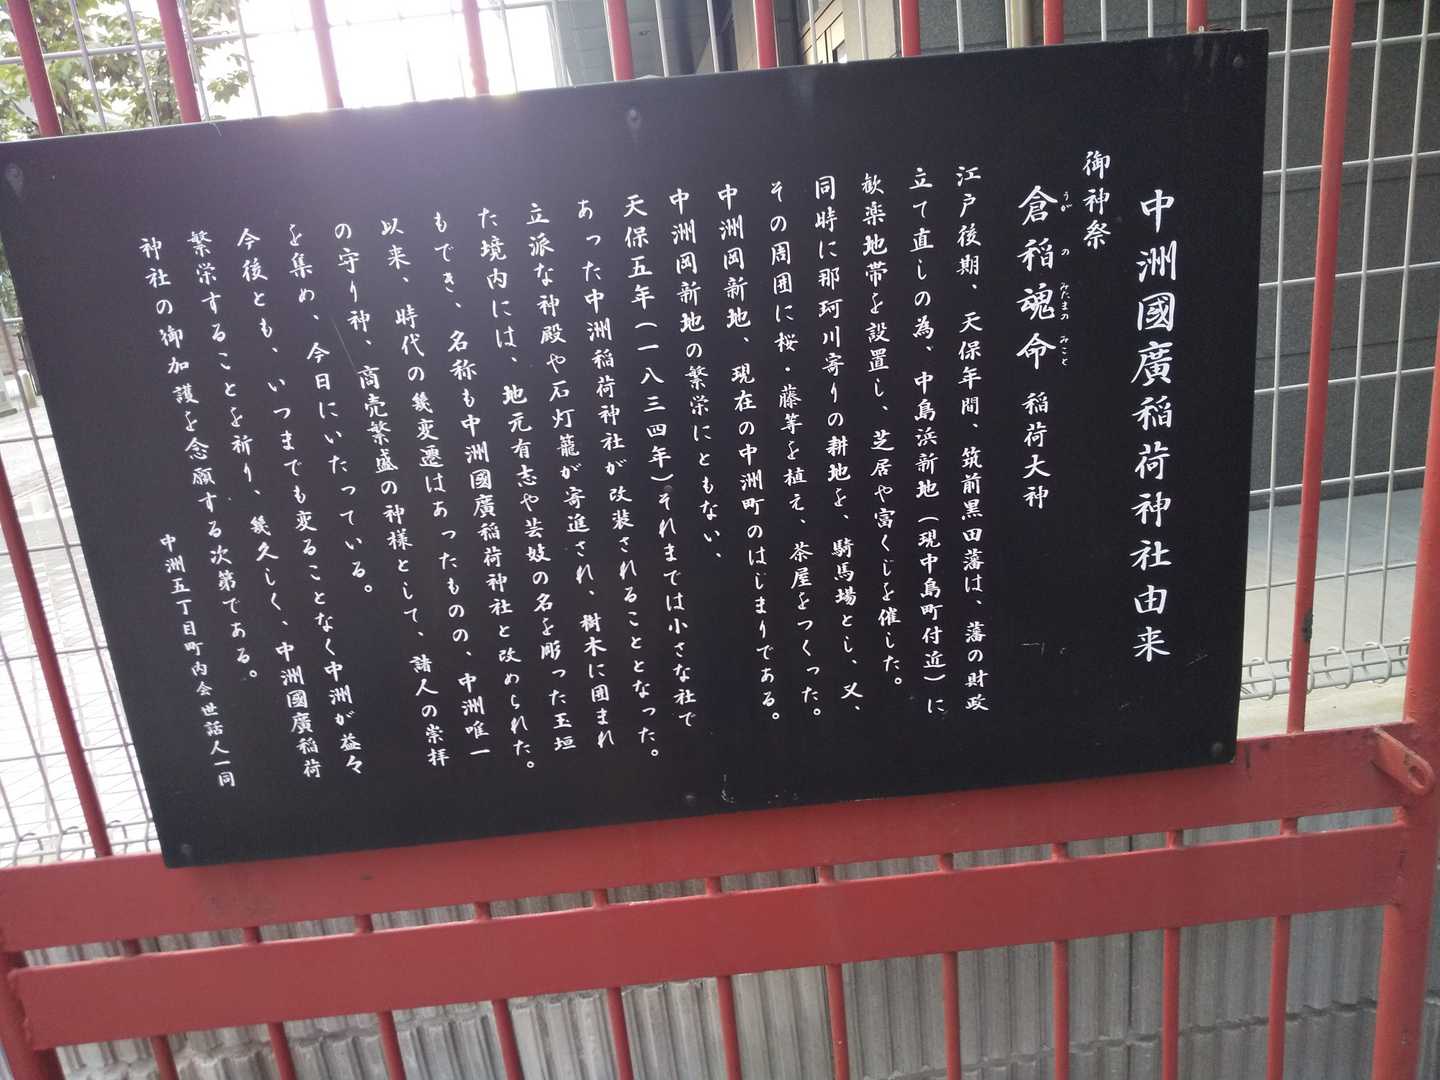 中洲國廣稲荷神社由来
御神祭
倉稲魂命 稲荷大神
うが の みたまの みこと
江戸後期、天保年間、筑前黒田藩は、藩の財政
立て直しの為、中島浜新地(現中島町付近)に
歓楽地帯を設置し、芝居や富くじを催した。
同時に那珂川寄りの耕地を、騎馬場とし、又、
その周囲に桜・藤等を植え、茶屋をつくった。
中洲岡新地、現在の中洲町のはじまりである。
中洲岡新地の繁栄にともない、
天保五年(一八三四年)それまでは小さな社で
あった中洲稲荷神社が改装されることとなった。
立派な神殿や石灯籠が寄進され、樹木に囲まれ
た境内には、地元有志や芸妓の名を彫った玉垣
もでき、名称も中洲國廣稲荷神社と改められた。
以来、時代の幾変遷はあったものの、中洲唯一
の守り神、商売繁盛の神様として、諸人の崇拝
を集め、今日にいたっている。
今後とも、いつまでも変ることなく中洲が益々
繁栄することを祈り、幾久しく、中洲國廣稲荷
神社の御加護を念願する次第である。
中洲五丁目町内会世話人一同